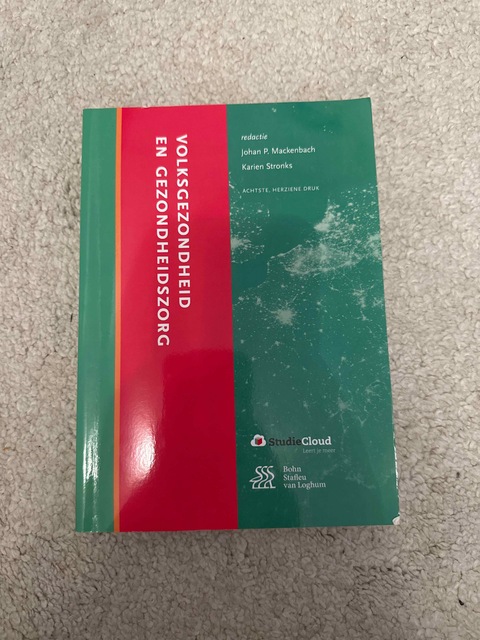 VOLKSGEZONDHEID
EN GEZONDHEIDSZORG
redactie
Johan P. Mackenbach
Karien Stronks
ACHTSTE, HERZIENE DRUK
StudieCloud
Leert je meer
Bohn
Stafleu
van Loghum